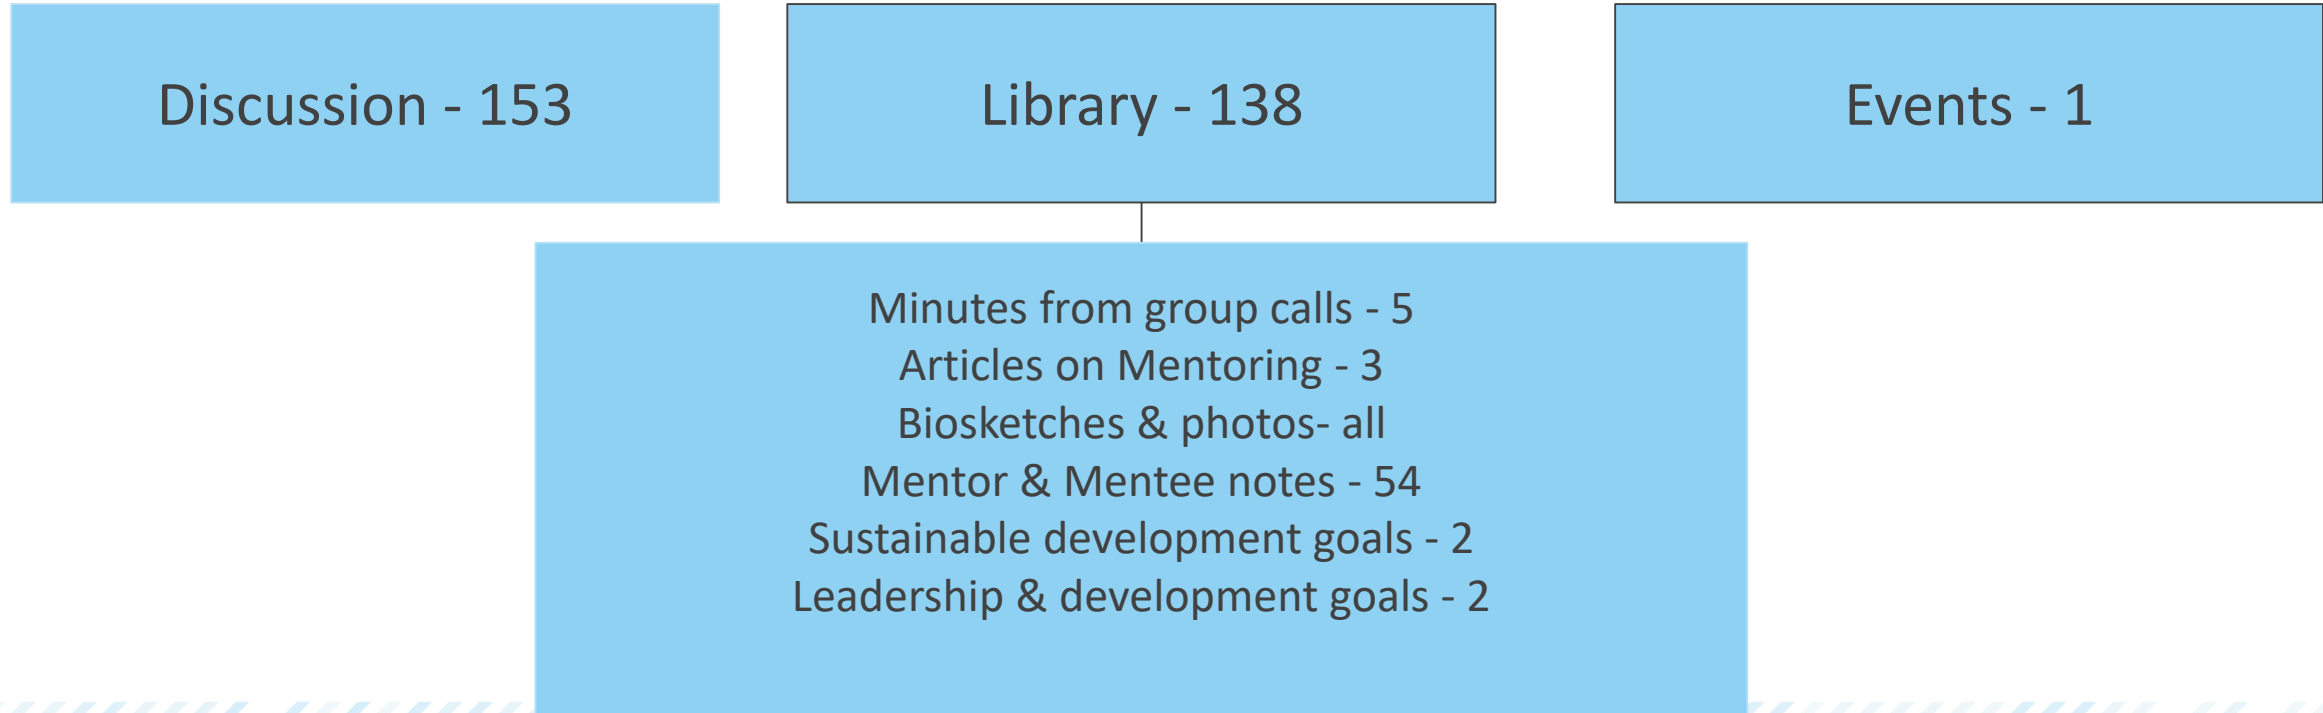 Discussion - 153
Library - 138
Events - 1
Minutes from group calls - 5
Articles on Mentoring - 3
Biosketches & photos- all
Mentor & Mentee notes - 54
Sustainable development goals - 2
Leadership & development goals - 2